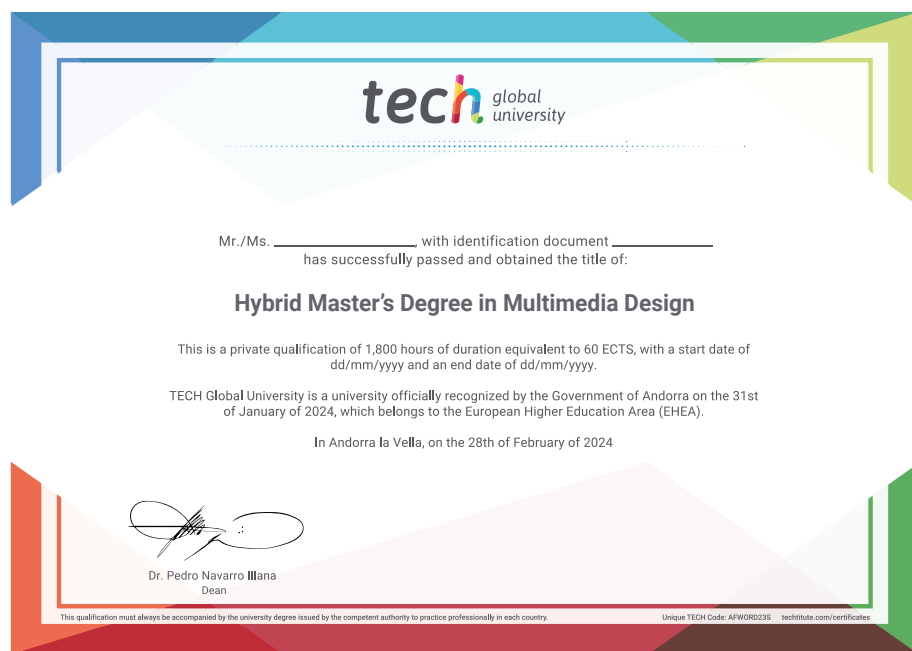 tech global university
Mr./Ms. ____________, with identification document ____________
has successfully passed and obtained the title of:
Hybrid Master's Degree in Multimedia Design
This is a private qualification of 1,800 hours of duration equivalent to 60 ECTS, with a start date of
dd/mm/yyyy and an end date of dd/mm/yyyy.
TECH Global University is a university officially recognized by the Government of Andorra on the 31st
of January of 2024, which belongs to the European Higher Education Area (EHEA).
In Andorra la Vella, on the 28th of February of 2024
Dr. Pedro Navarro Illana
Dean
This qualification must always be accompanied by the university degree issued by the competent authority to practice professionally in each country.
Unique TECH Code: AFWORD23S techtitute.com/certificates